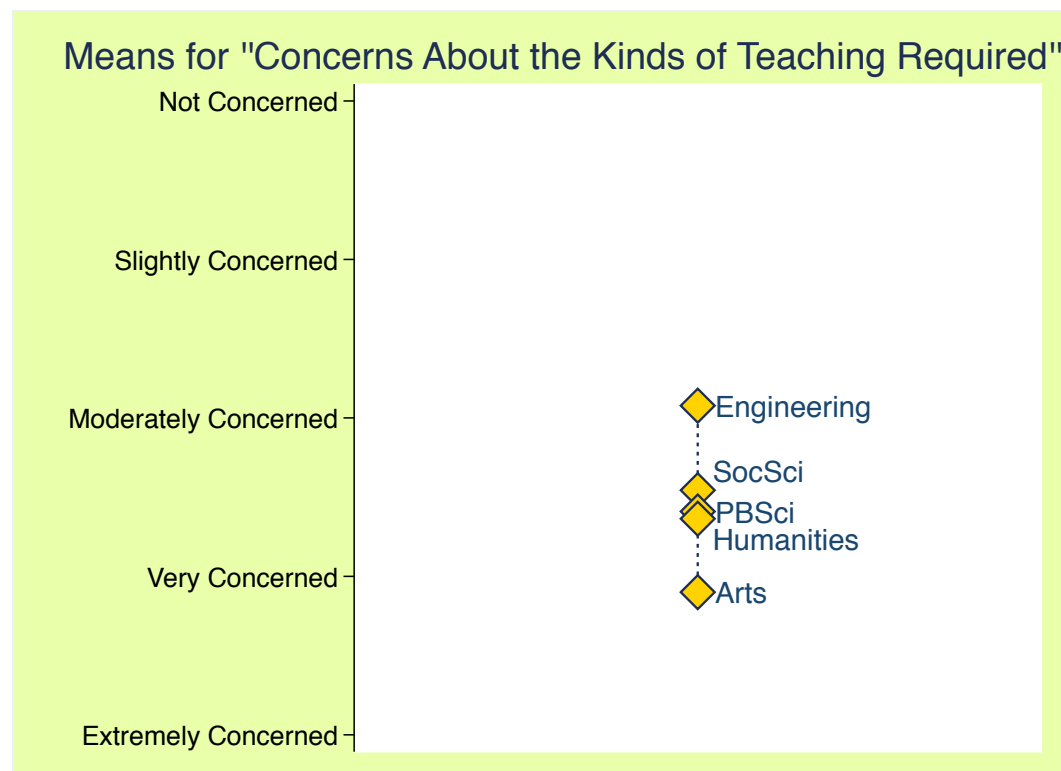 Means for "Concerns About the Kinds of Teaching Required"
Not Concerned
Slightly Concerned
Moderately Concerned
Engineering
SocSci
PBSci
Humanities
Very Concerned
Arts
Extremely Concerned